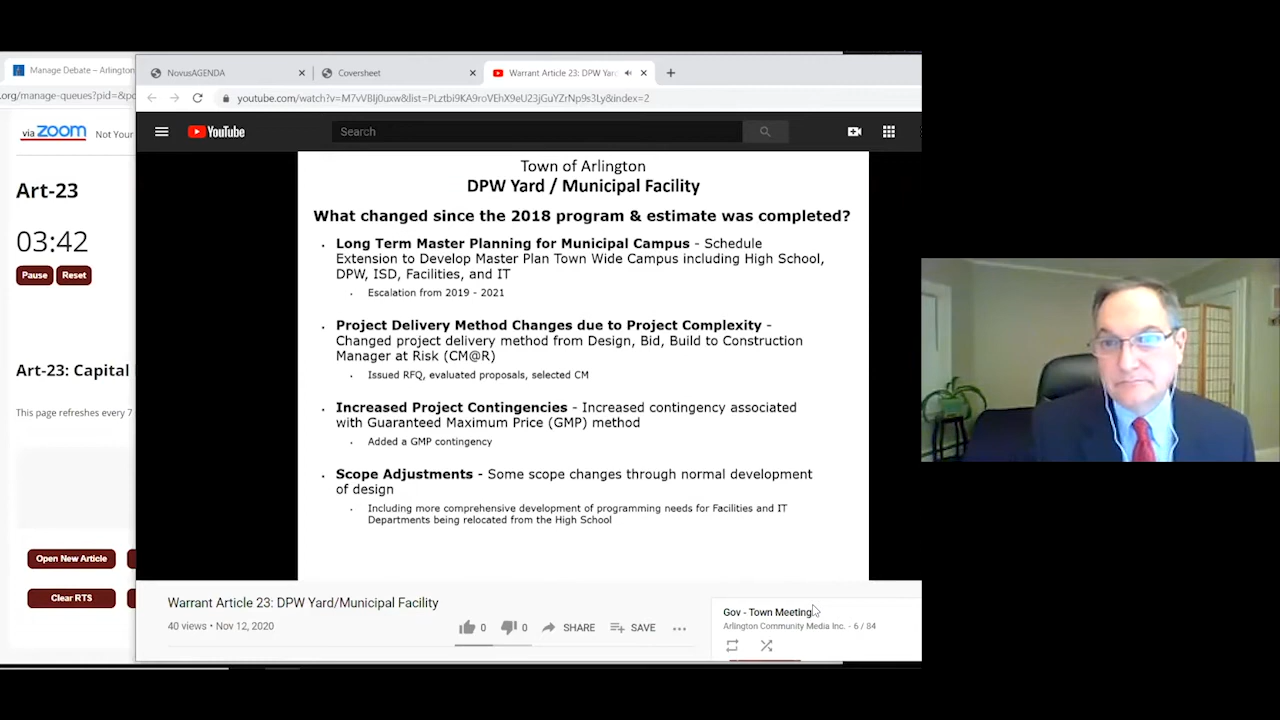 Manage Debate – Arlington
NovusAGENDA
Coversheet
Warrant Article 23: DPW Yard
.org/manage-queues?pid=&po
youtube.com/watch?v=M7vVBIj0uxw&list=PLztbi9KA9roVEhX9eU23jGuYZrNp9s3Ly&index=2
via zoom Not Your
YouTube
Search
Art-23
03:42
Pause Reset
Art-23: Capital
This page refreshes every 7
Open New Article
Clear RTS
Town of Arlington
DPW Yard / Municipal Facility
What changed since the 2018 program & estimate was completed?
Long Term Master Planning for Municipal Campus - Schedule
Extension to Develop Master Plan Town Wide Campus including High School,
DPW, ISD, Facilities, and IT
Escalation from 2019 - 2021
Project Delivery Method Changes due to Project Complexity -
Changed project delivery method from Design, Bid, Build to Construction
Manager at Risk (CM@R)
Issued RFQ, evaluated proposals, selected CM
Increased Project Contingencies - Increased contingency associated
with Guaranteed Maximum Price (GMP) method
Added a GMP contingency
Scope Adjustments - Some scope changes through normal development
of design
Including more comprehensive development of programming needs for Facilities and IT
Departments being relocated from the High School
Warrant Article 23: DPW Yard/Municipal Facility
40 views • Nov 12, 2020
0 0 SHARE SAVE
Gov - Town Meetings
Arlington Community Media Inc. - 6 / 84